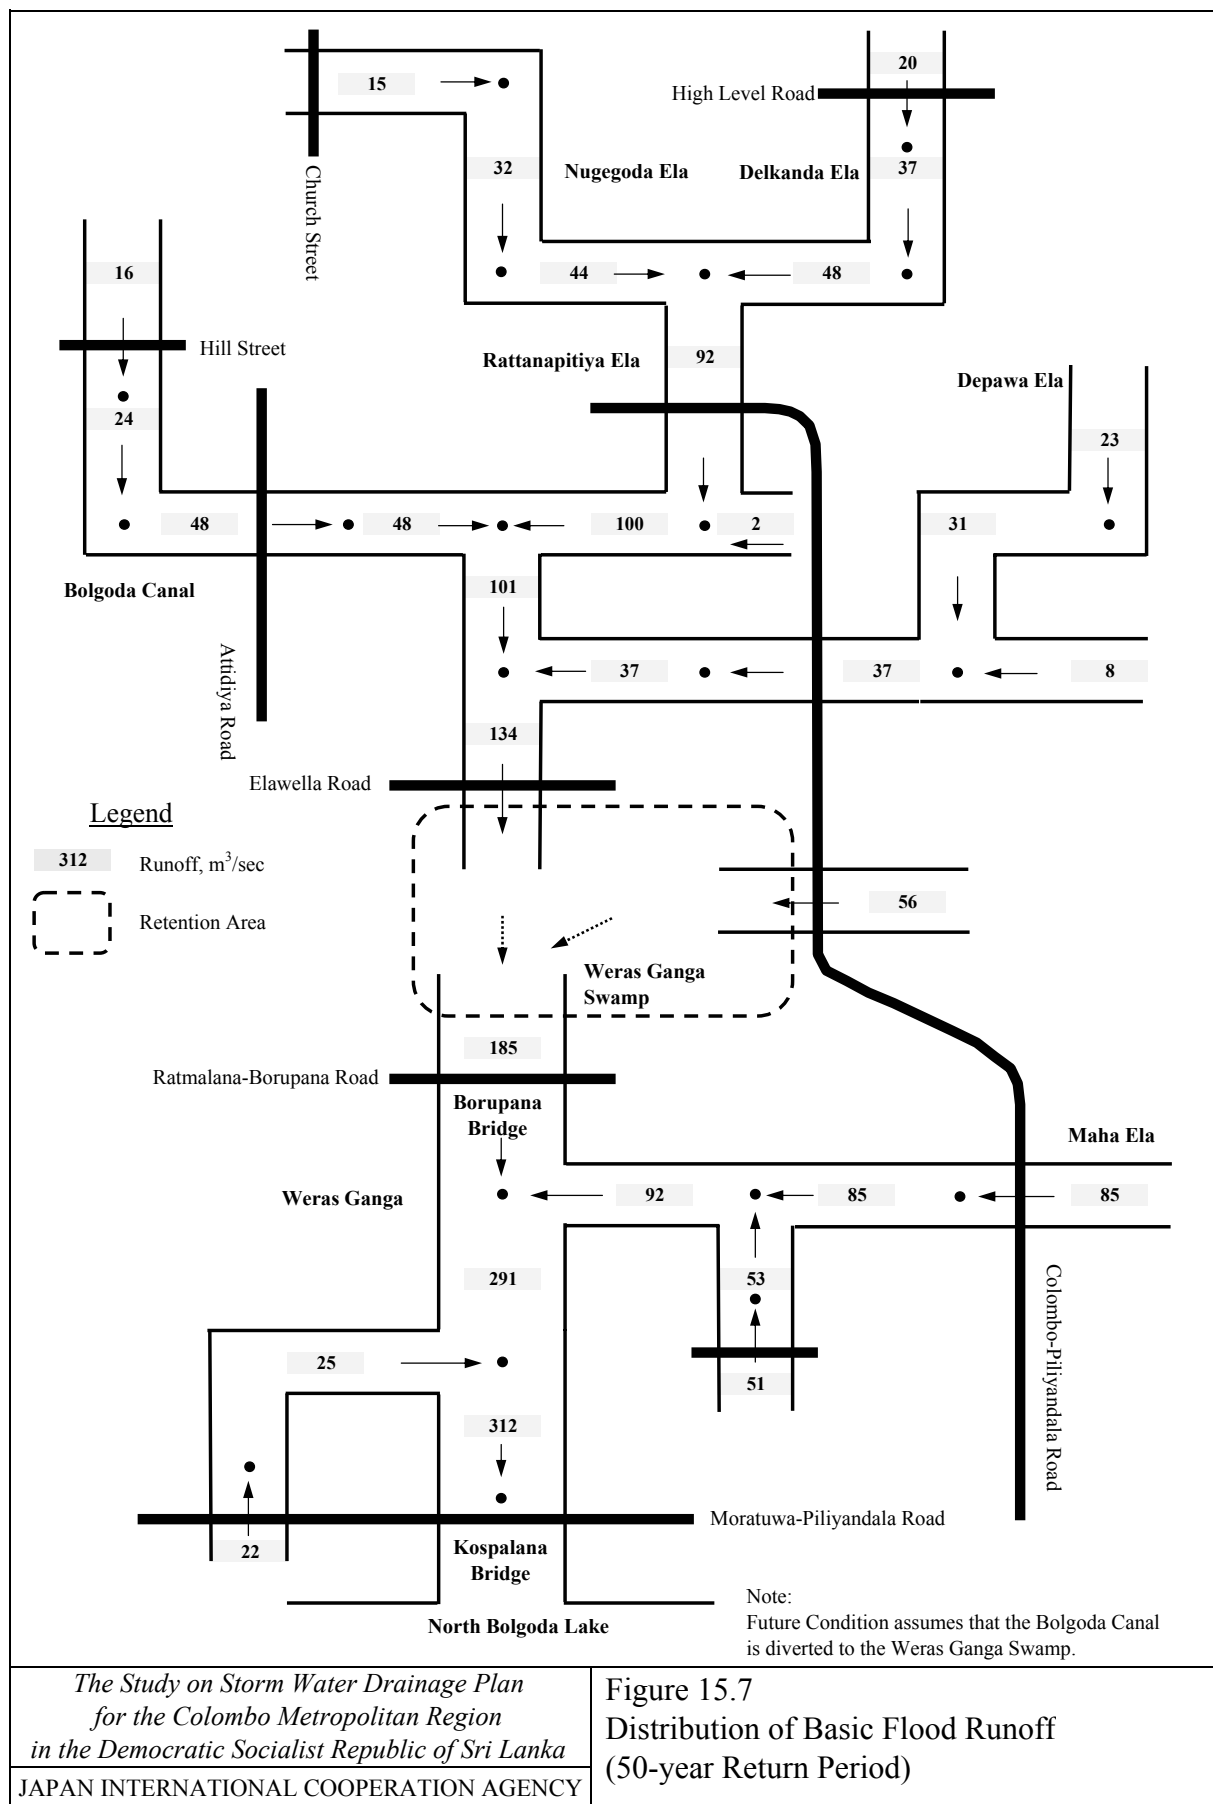 15
20
High Level Road
32
Nugegoda Ela
Delkanda Ela
37
Church Street
16
44
48
Hill Street
Rattanapitiya Ela
92
Depawa Ela
24
23
48
48
100
2
31
Bolgoda Canal
101
Attidiya Road
37
37
8
134
Elawella Road
Legend
312
Runoff, m³/sec
Retention Area
56
Weras Ganga
Swamp
185
Ratmalana-Borupana Road
Borupana
Bridge
Maha Ela
Weras Ganga
92
85
85
291
53
Colombo-Piliyandala Road
25
51
312
22
Moratuwa-Piliyandala Road
Kospalana
Bridge
North Bolgoda Lake
Note:
Future Condition assumes that the Bolgoda Canal
is diverted to the Weras Ganga Swamp.
The Study on Storm Water Drainage Plan
for the Colombo Metropolitan Region
in the Democratic Socialist Republic of Sri Lanka
JAPAN INTERNATIONAL COOPERATION AGENCY
Figure 15.7
Distribution of Basic Flood Runoff
(50-year Return Period)